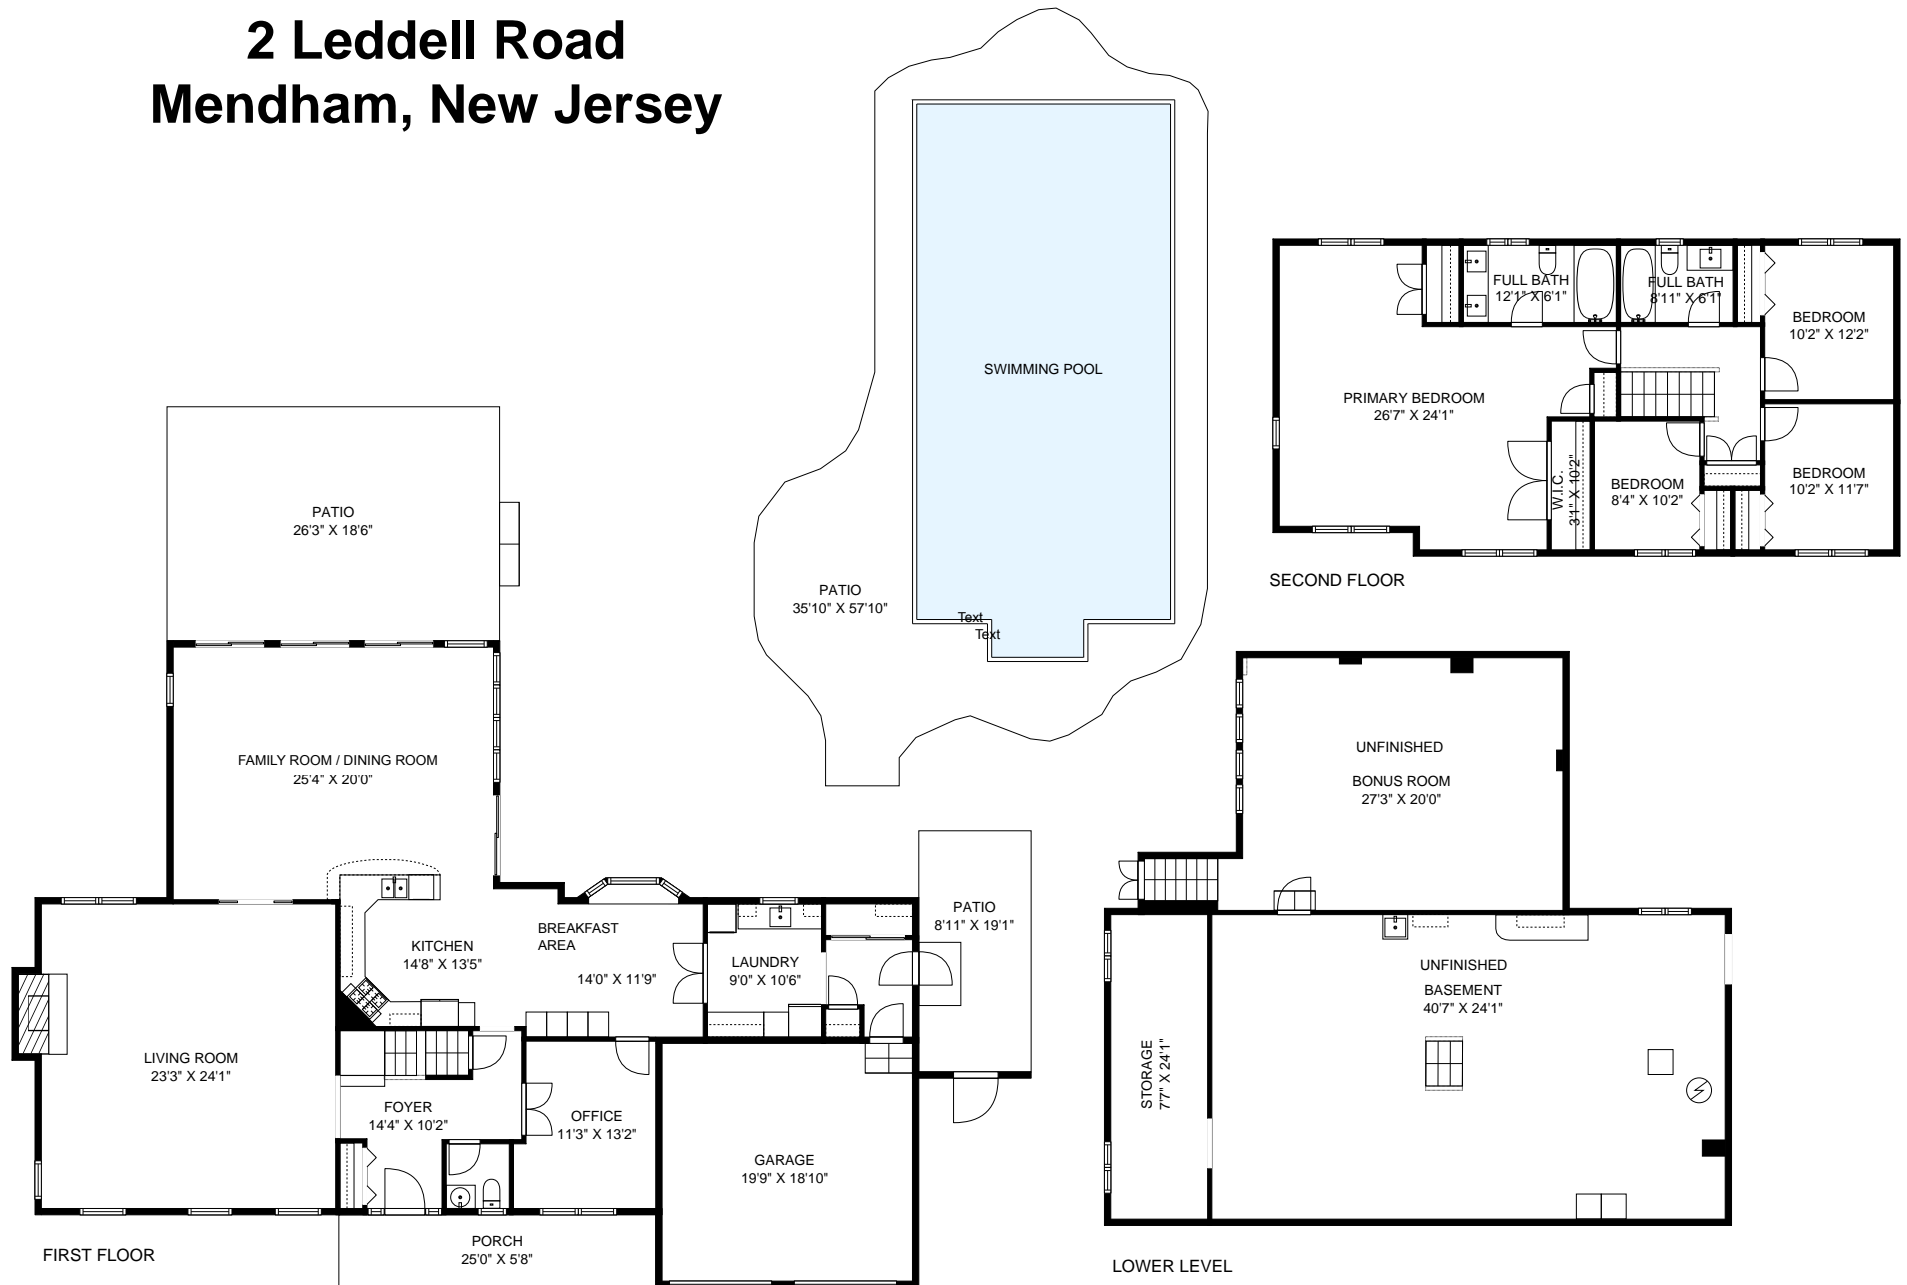 2 Leddell Road
Mendham, New Jersey
SWIMMING POOL
PATIO
35'10" X 57'10"
Text
Text
PATIO
26'3" X 18'6"
FAMILY ROOM / DINING ROOM
25'4" X 20'0"
KITCHEN
14'8" X 13'5"
BREAKFAST
AREA
14'0" X 11'9"
LAUNDRY
9'0" X 10'6"
PATIO
8'11" X 19'1"
LIVING ROOM
23'3" X 24'1"
FOYER
14'4" X 10'2"
OFFICE
11'3" X 13'2"
GARAGE
19'9" X 18'10"
PORCH
25'0" X 5'8"
FIRST FLOOR
FULL BATH
12'1" X 6'1"
FULL BATH
8'11" X 6'1"
BEDROOM
10'2" X 12'2"
PRIMARY BEDROOM
26'7" X 24'1"
W.I.C.
3'1" X 10'2"
BEDROOM
8'4" X 10'2"
BEDROOM
10'2" X 11'7"
SECOND FLOOR
UNFINISHED
BONUS ROOM
27'3" X 20'0"
UNFINISHED
BASEMENT
40'7" X 24'1"
STORAGE
7'7" X 24'1"
LOWER LEVEL